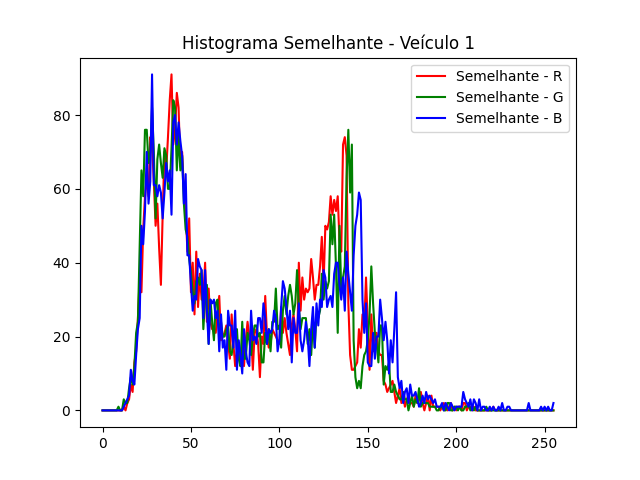 Histograma Semelhante - Veículo 1
Semelhante - R
Semelhante - G
Semelhante - B
80
60
40
20
0
0 50 100 150 200 250